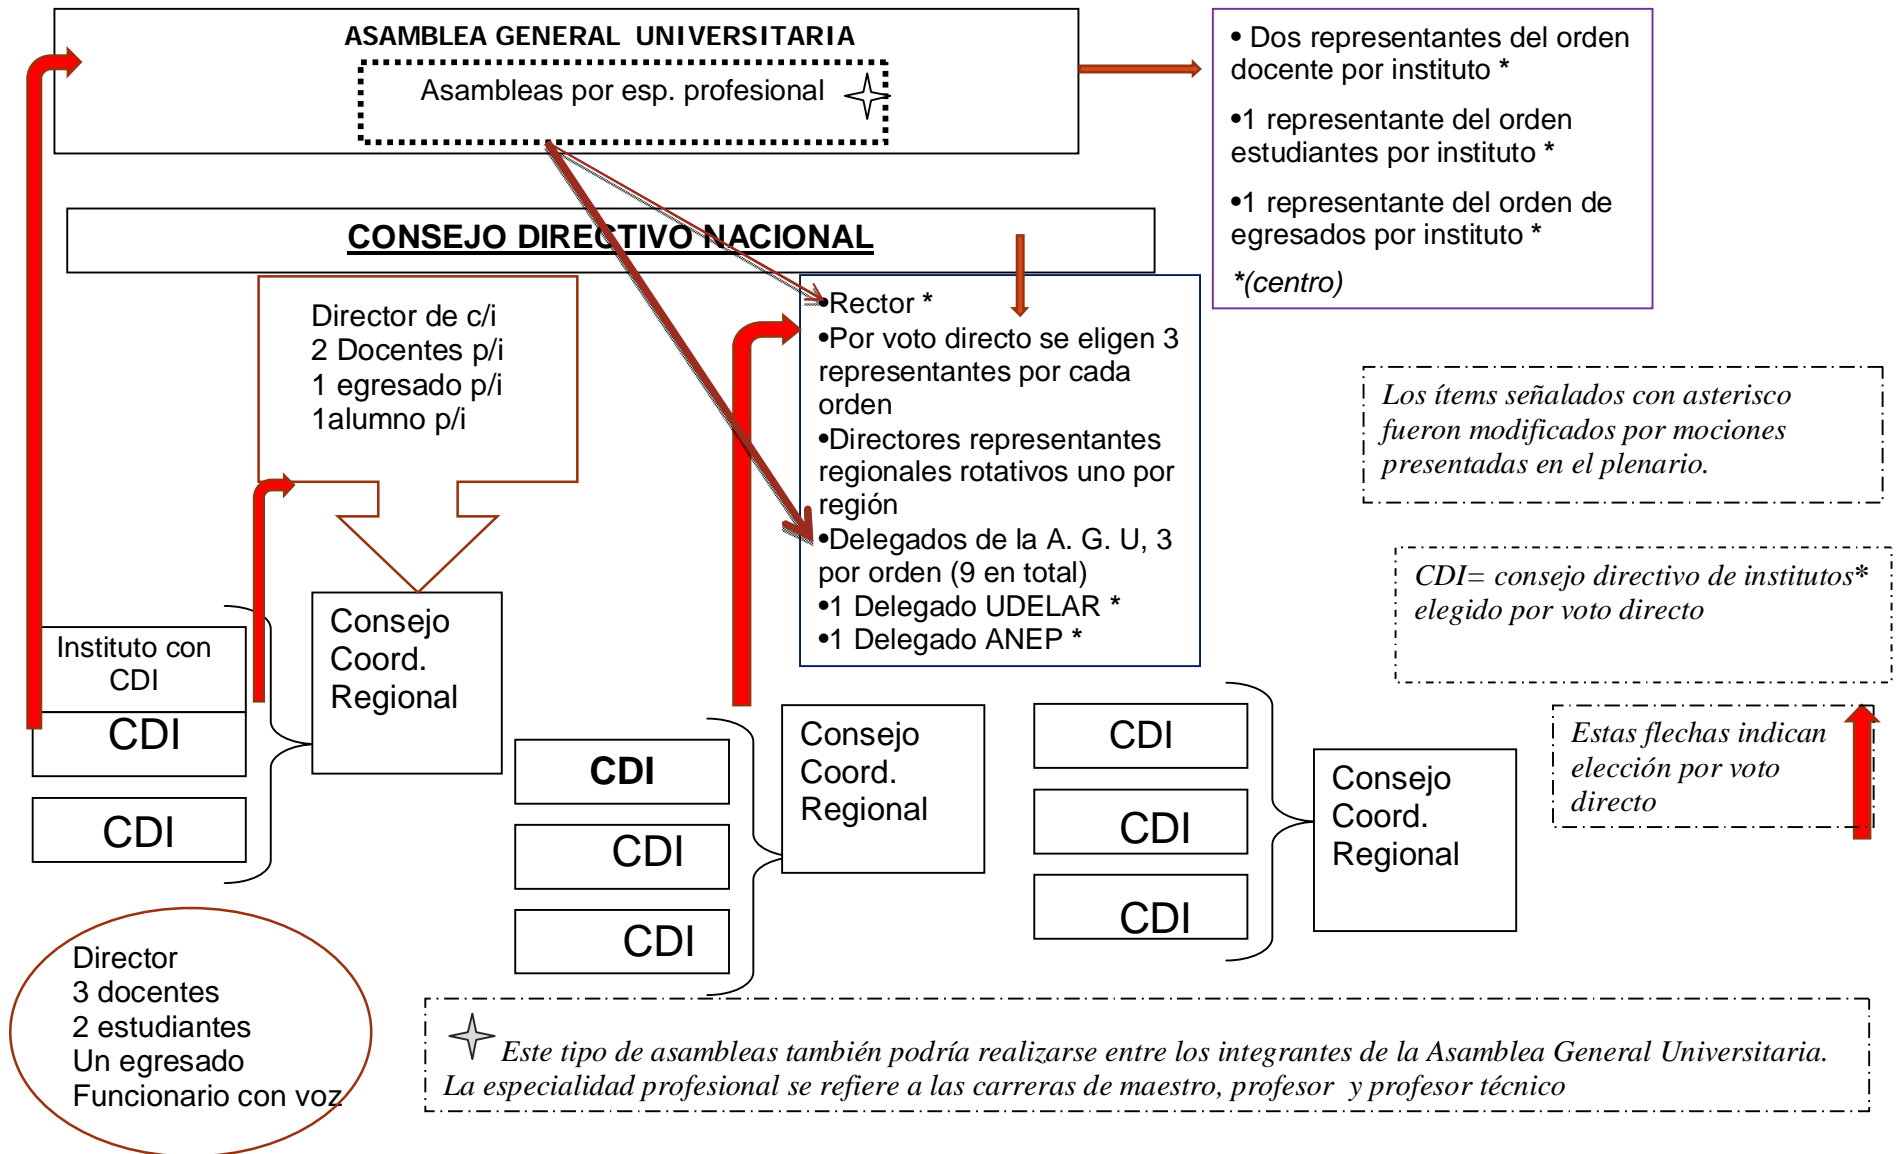 ASAMBLEA GENERAL UNIVERSITARIA
Asambleas por esp. profesional
• Dos representantes del orden
docente por instituto *
•1 representante del orden
estudiantes por instituto *
•1 representante del orden de
egresados por instituto *
*(centro)
CONSEJO DIRECTIVO NACIONAL
Director de c/i
2 Docentes p/i
1 egresado p/i
1alumno p/i
•Rector *
•Por voto directo se eligen 3
representantes por cada
orden
•Directores representantes
regionales rotativos uno por
región
•Delegados de la A. G. U, 3
por orden (9 en total)
•1 Delegado UDELAR *
•1 Delegado ANEP *
Los ítems señalados con asterisco
fueron modificados por mociones
presentadas en el plenario.
CDI= consejo directivo de institutos*
elegido por voto directo
Estas flechas indican
elección por voto
directo
Instituto con
CDI
CDI
CDI
Consejo
Coord.
Regional
CDI
CDI
CDI
Consejo
Coord.
Regional
CDI
CDI
CDI
Consejo
Coord.
Regional
Director
3 docentes
2 estudiantes
Un egresado
Funcionario con voz
Este tipo de asambleas también podría realizarse entre los integrantes de la Asamblea General Universitaria.
La especialidad profesional se refiere a las carreras de maestro, profesor y profesor técnico